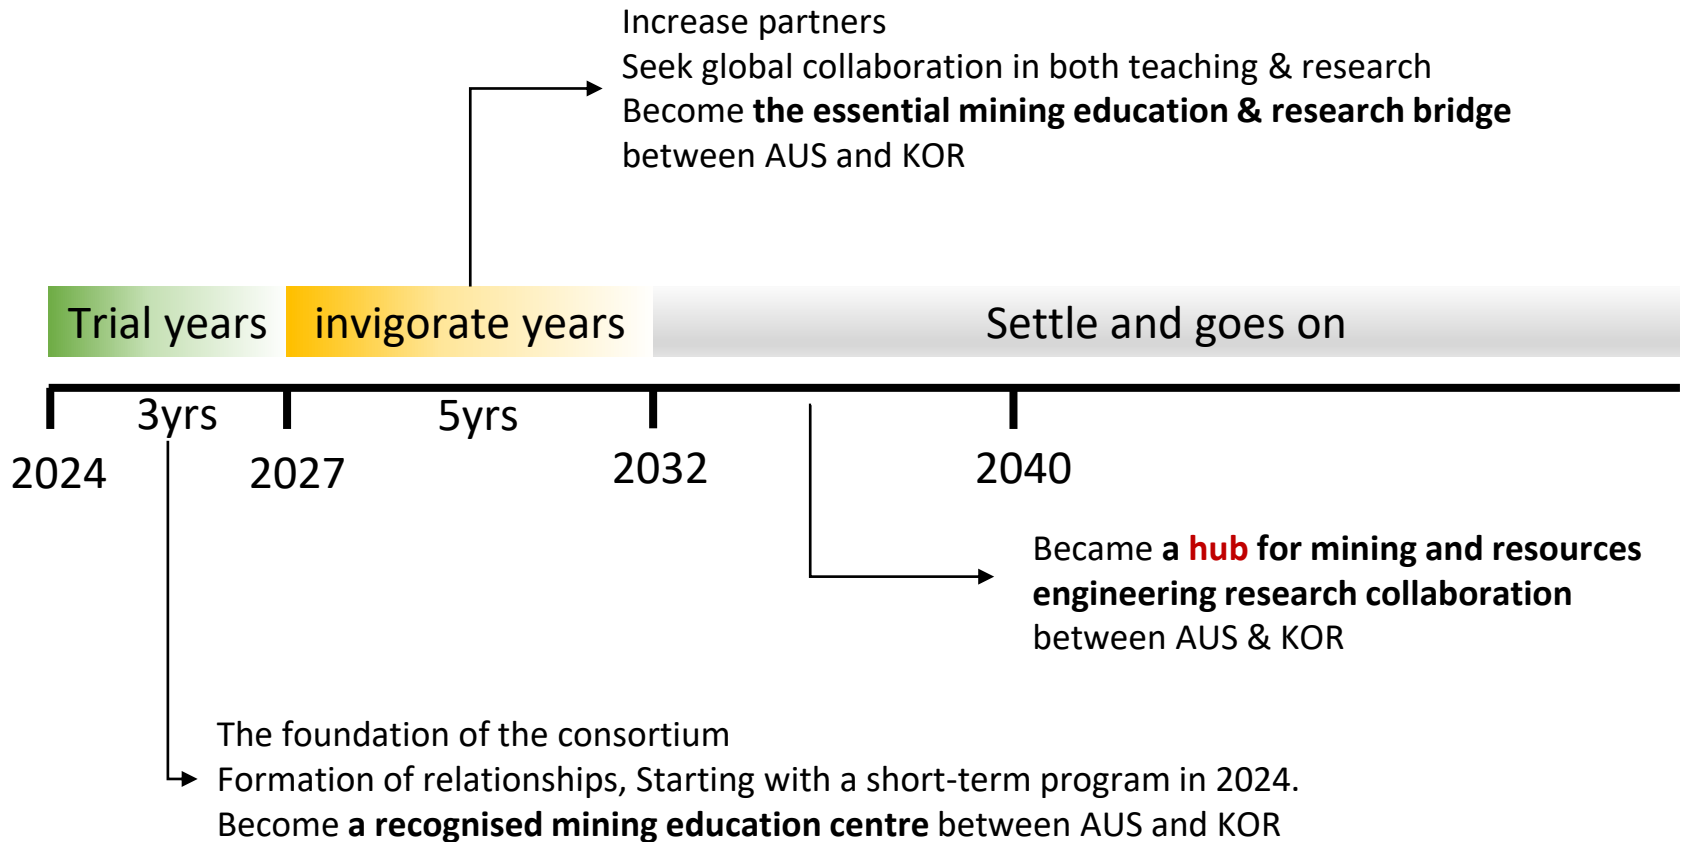 Increase partners
Seek global collaboration in both teaching & research
Become the essential mining education & research bridge
between AUS and KOR
Trial years
invigorate years
Settle and goes on
3yrs
5yrs
2024
2027
2032
2040
Became a hub for mining and resources
engineering research collaboration
between AUS & KOR
The foundation of the consortium
Formation of relationships, Starting with a short-term program in 2024.
Become a recognised mining education centre between AUS and KOR